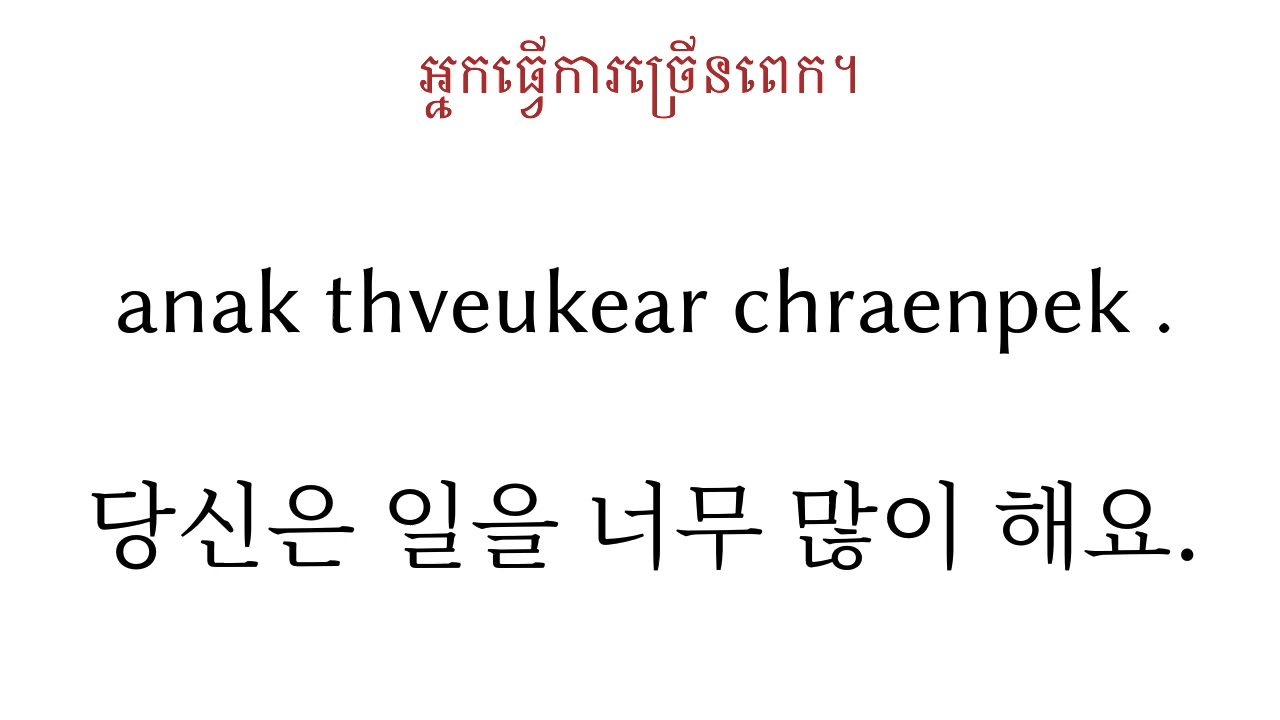 អ្នកធ្វើការច្រើនពេក។
anak thveukear chraenpek .
당신은 일을 너무 많이 해요.